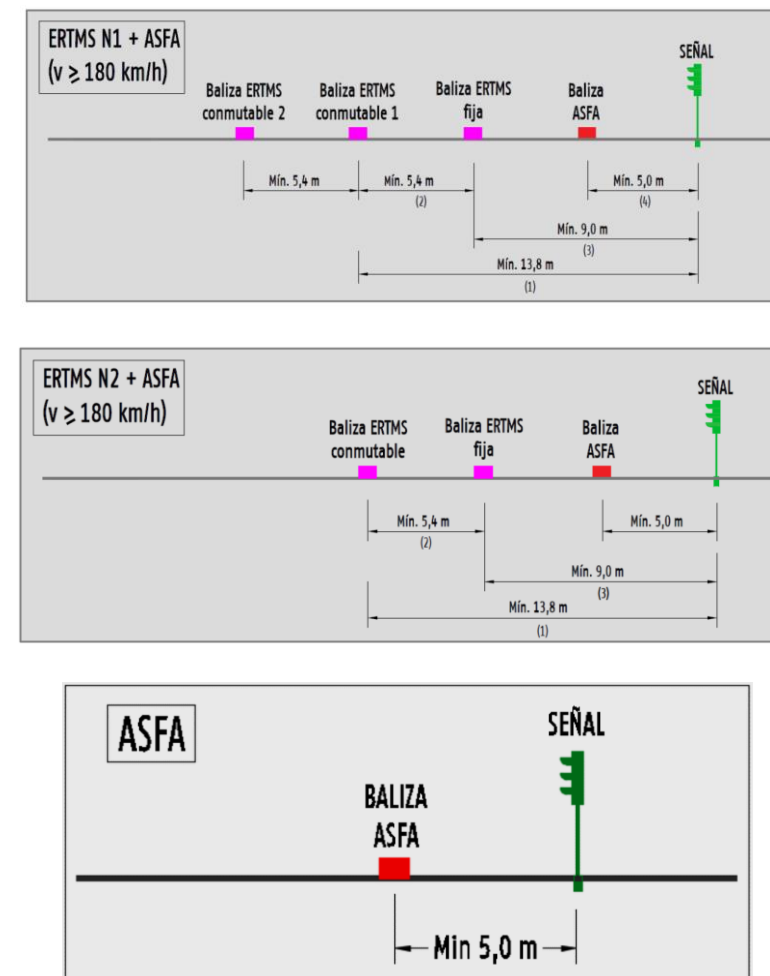 ERTMS N1 + ASFA
(v ≥ 180 km/h)
SEÑAL
Baliza ERTMS
conmutable 2
Baliza ERTMS
conmutable 1
Baliza ERTMS
fija
Baliza
ASFA
Mín. 5,4 m
Mín. 5,4 m
(2)
Mín. 5,0 m
(4)
Mín. 9,0 m
(3)
Mín. 13,8 m
(1)
ERTMS N2 + ASFA
(v ≥ 180 km/h)
SEÑAL
Baliza ERTMS
conmutable
Baliza ERTMS
fija
Baliza
ASFA
Mín. 5,4 m
(2)
Mín. 5,0 m
Mín. 9,0 m
(3)
Mín. 13,8 m
(1)
ASFA
SEÑAL
BALIZA
ASFA
Min 5,0 m